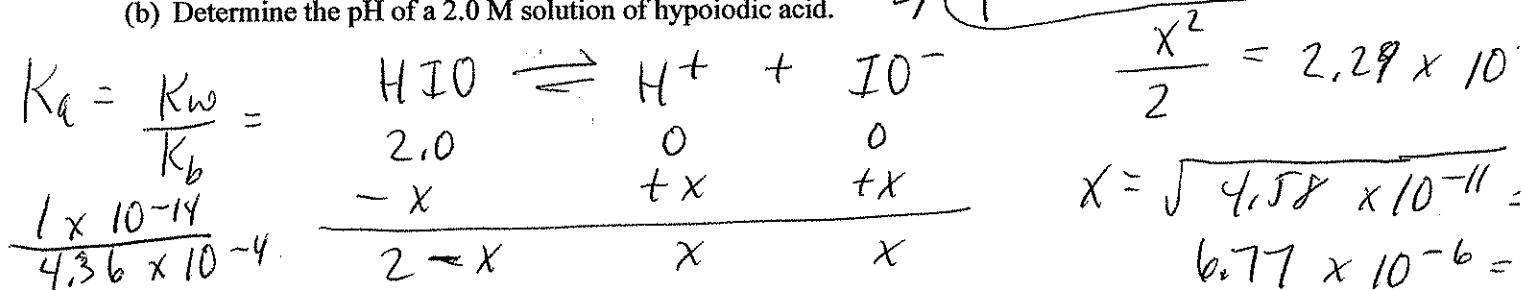 (b) Determine the pH of a 2.0 M solution of hypoiodic acid.
Ka = Kw / Kb =
1 x 10-14 / 4.36 x 10-4
HIO ⇌ H+ + IO-
2.0 0 0
-x +x +x
2-x x x
x2 / 2 = 2.29 x 10
x = √4.58 x 10-11 =
6.77 x 10-6 =